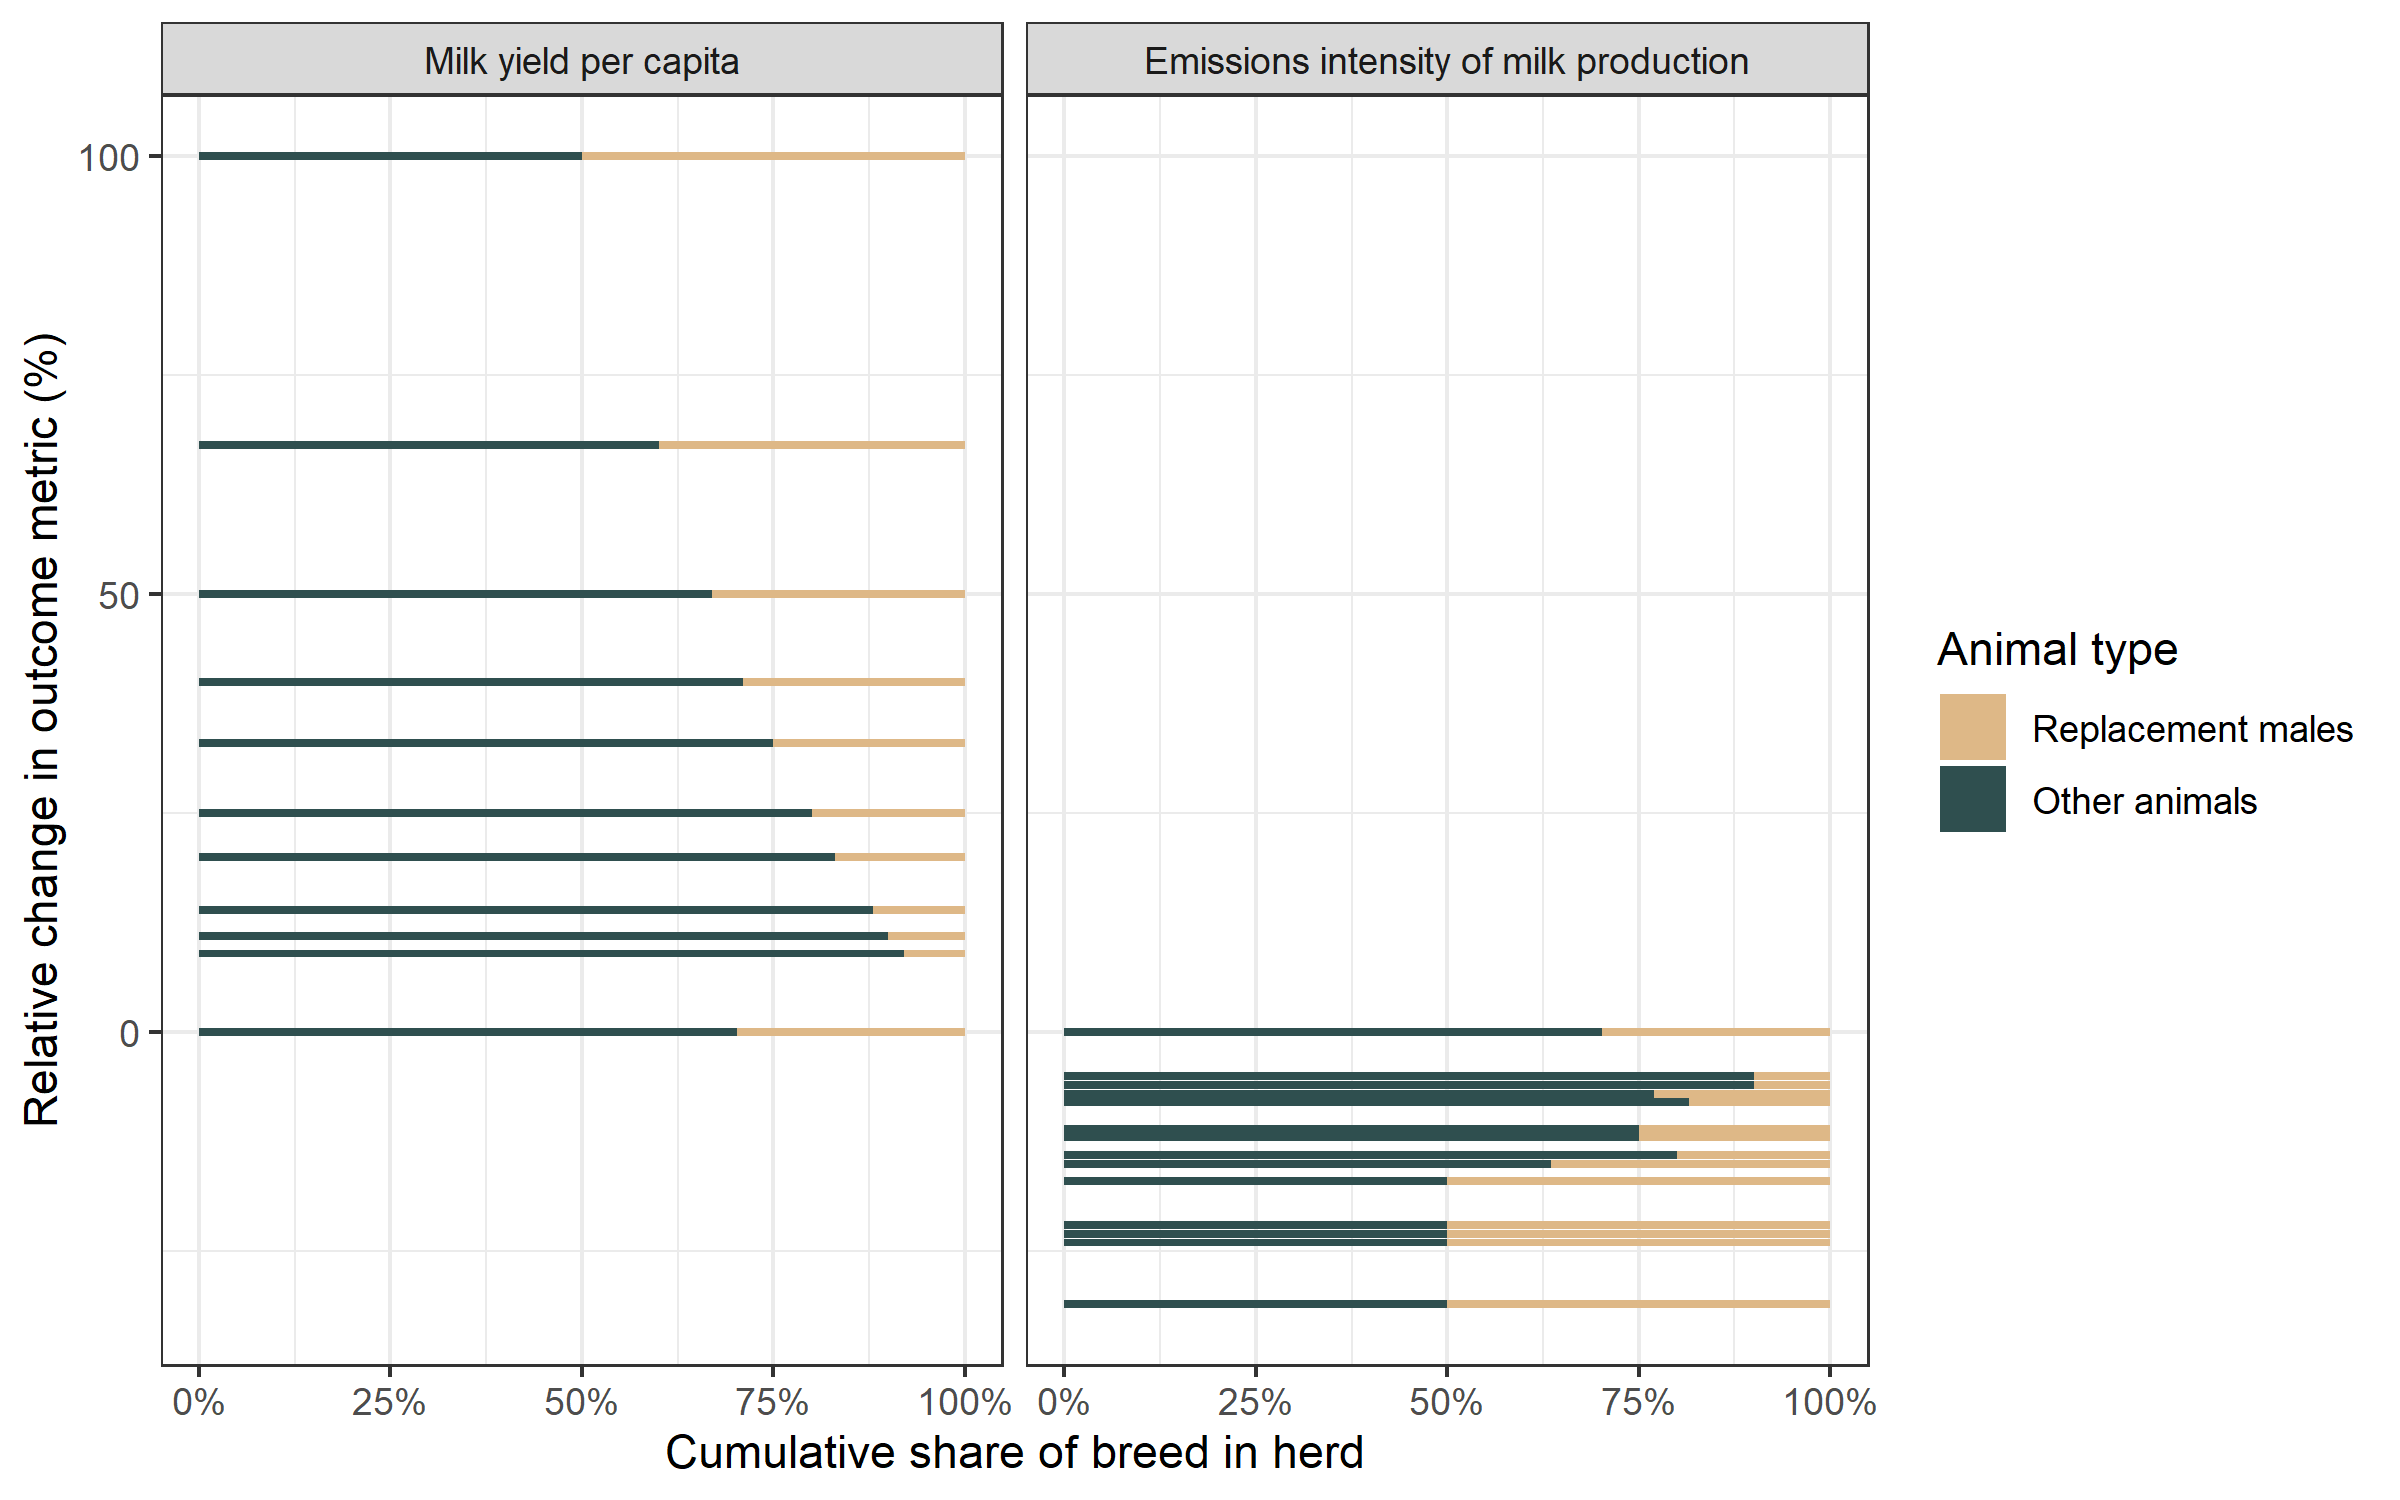 Milk yield per capita
Emissions intensity of milk production
Relative change in outcome metric (%)
100
50
0
0%
25%
50%
75%
100%
0%
25%
50%
75%
100%
Cumulative share of breed in herd
Animal type
Replacement males
Other animals